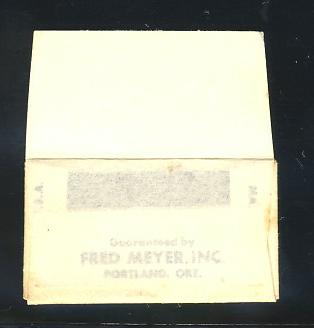 Guaranteed by
FRED MEYER, INC.
PORTLAND, ORE.